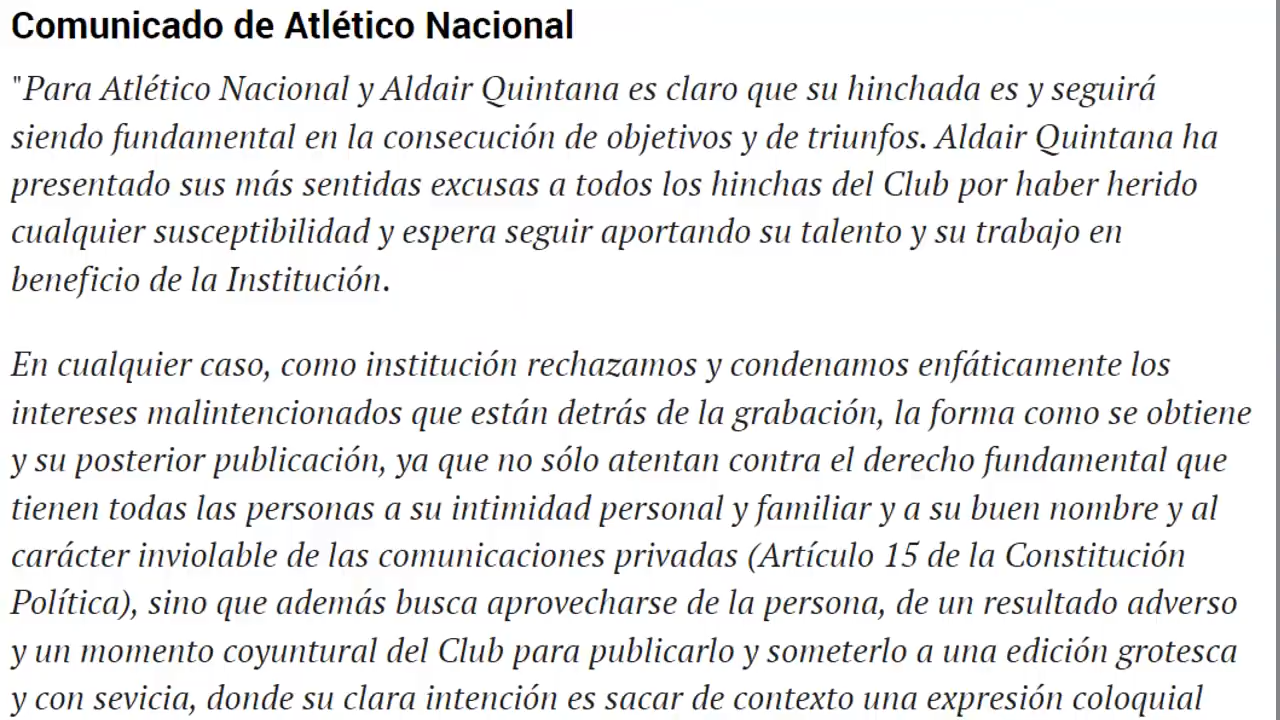 Comunicado de Atlético Nacional
"Para Atlético Nacional y Aldair Quintana es claro que su hinchada es y seguirá
siendo fundamental en la consecución de objetivos y de triunfos. Aldair Quintana ha
presentado sus más sentidas excusas a todos los hinchas del Club por haber herido
cualquier susceptibilidad y espera seguir aportando su talento y su trabajo en
beneficio de la Institución.
En cualquier caso, como institución rechazamos y condenamos enfáticamente los
intereses malintencionados que están detrás de la grabación, la forma como se obtiene
y su posterior publicación, ya que no sólo atentan contra el derecho fundamental que
tienen todas las personas a su intimidad personal y familiar y a su buen nombre y al
carácter inviolable de las comunicaciones privadas (Artículo 15 de la Constitución
Política), sino que además busca aprovecharse de la persona, de un resultado adverso
y un momento coyuntural del Club para publicarlo y someterlo a una edición grotesca
y con sevicia, donde su clara intención es sacar de contexto una expresión coloquial